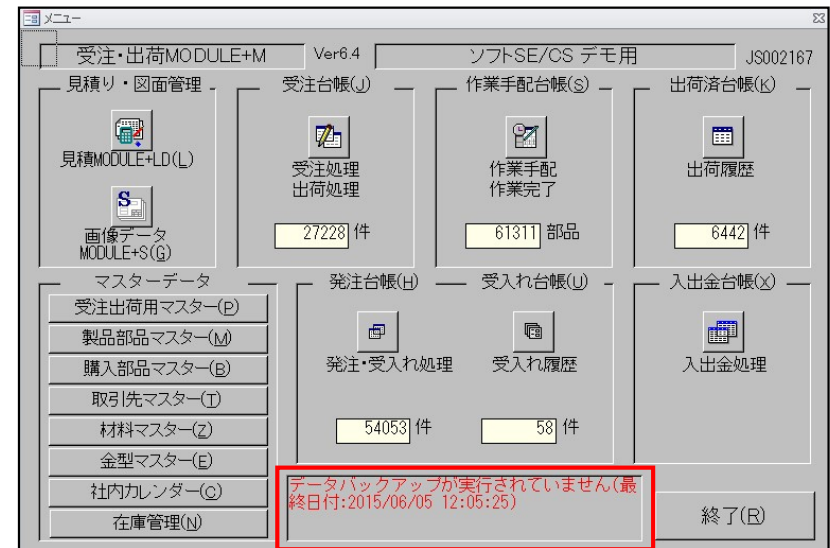 メニュー
受注・出荷MODULE+M
Ver6.4
ソフトSE/CS デモ用
JS002167
見積り・図面管理
見積MODULE+LD(L)
画像データ
MODULE+S(G)
受注台帳(J)
受注処理
出荷処理
27228 件
作業手配台帳(S)
作業手配
作業完了
61311 部品
出荷済台帳(K)
出荷履歴
6442 件
マスターデータ
受注出荷用マスター(P)
製品部品マスター(M)
購入部品マスター(B)
取引先マスター(T)
材料マスター(Z)
金型マスター(E)
社内カレンダー(C)
在庫管理(N)
発注台帳(H)
発注・受入れ処理
54053 件
受入れ台帳(U)
受入れ履歴
58 件
入出金台帳(X)
入出金処理
データバックアップが実行されていません(最
終日付:2015/06/05 12:05:25)
終了(R)